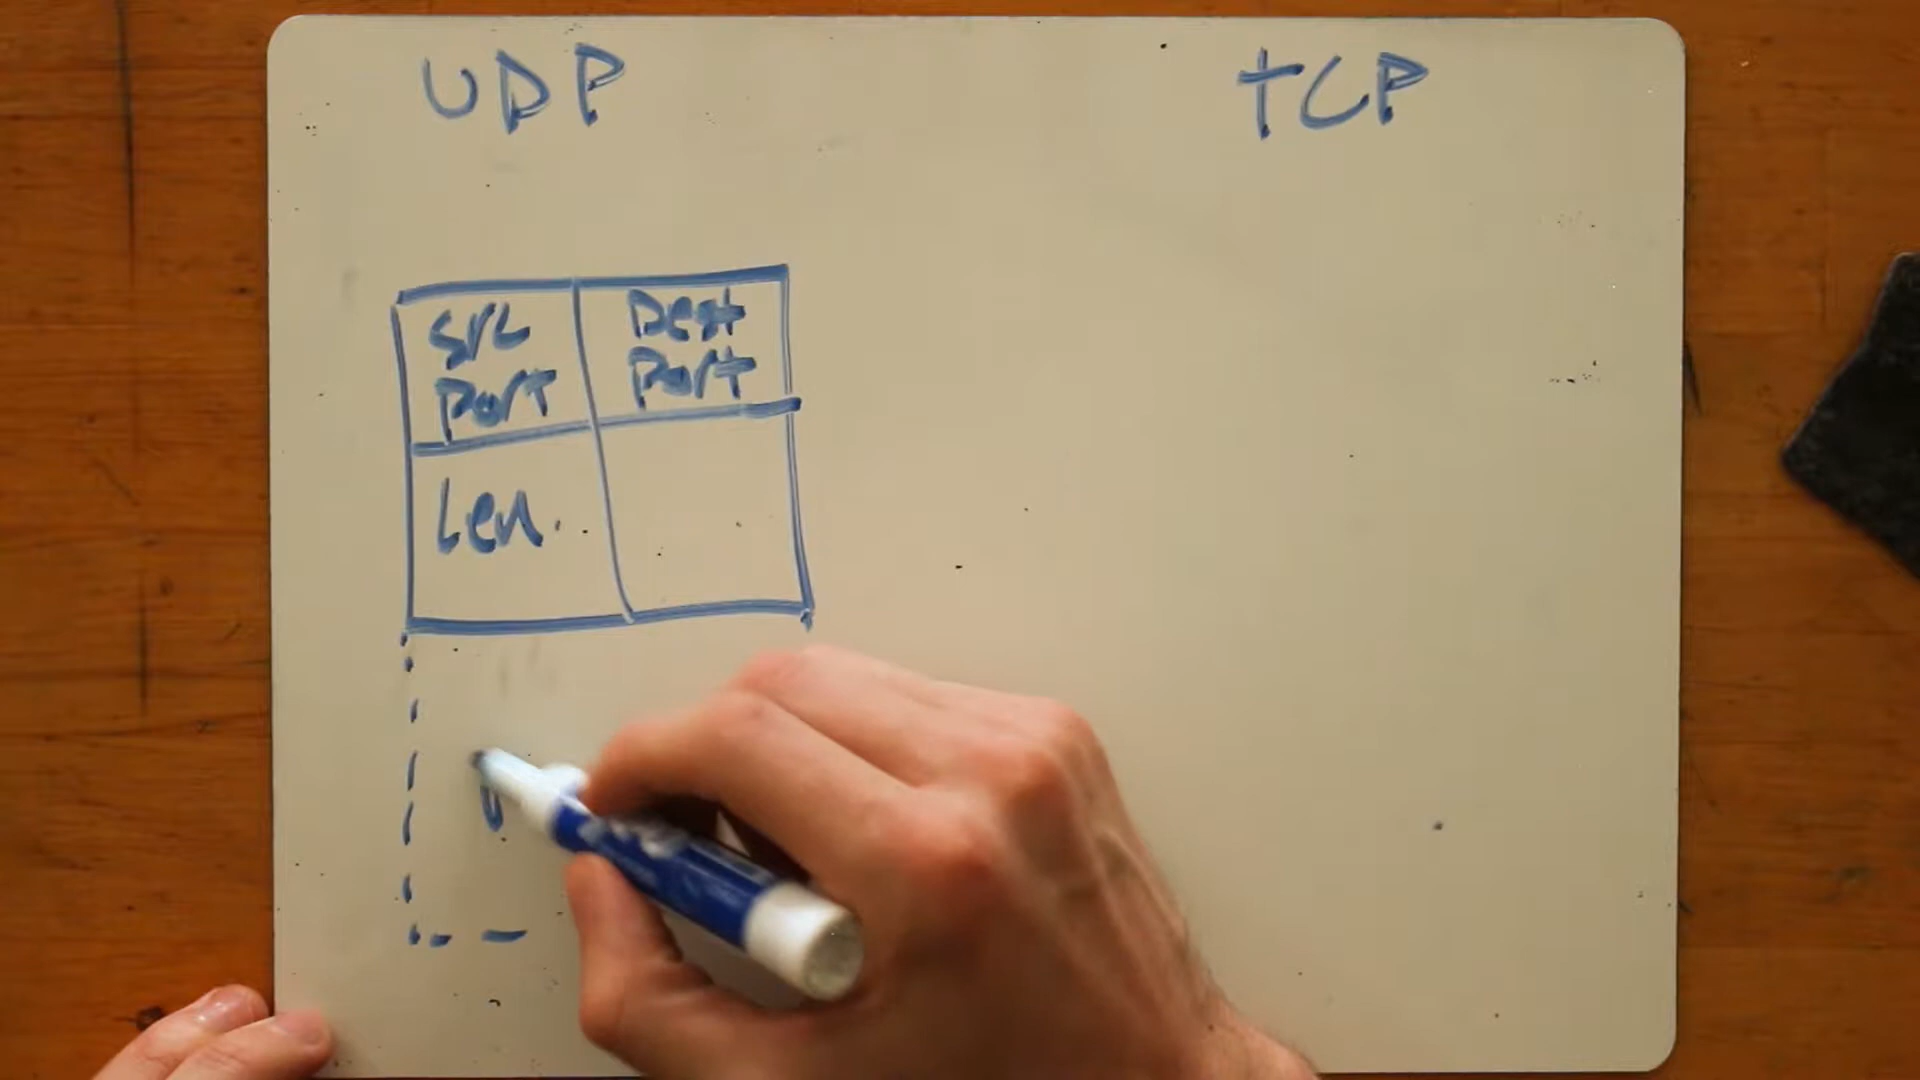 UDP
TCP
Src
Port
Dest
Port
Len.